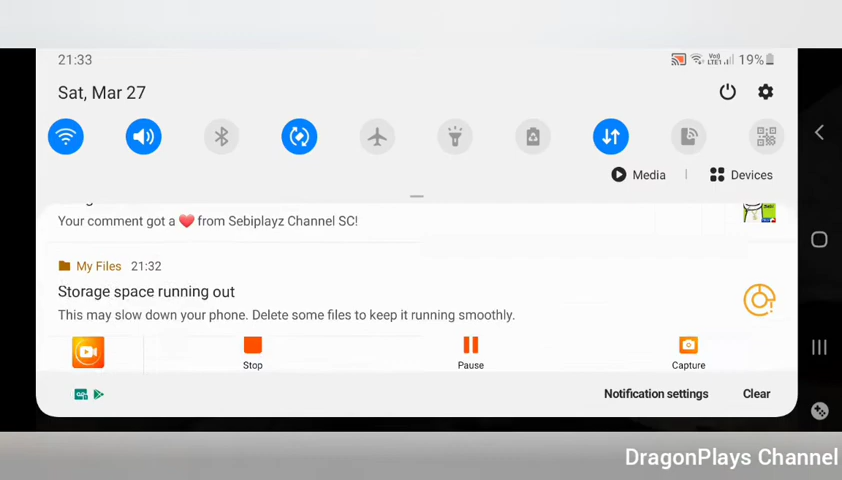 21:33
Vo) LTE1 19%
Sat, Mar 27
Media | Devices
Your comment got a ❤️ from Sebiplayz Channel SC!
My Files 21:32
Storage space running out
This may slow down your phone. Delete some files to keep it running smoothly.
Stop Pause Capture
Notification settings Clear
DragonPlays Channel